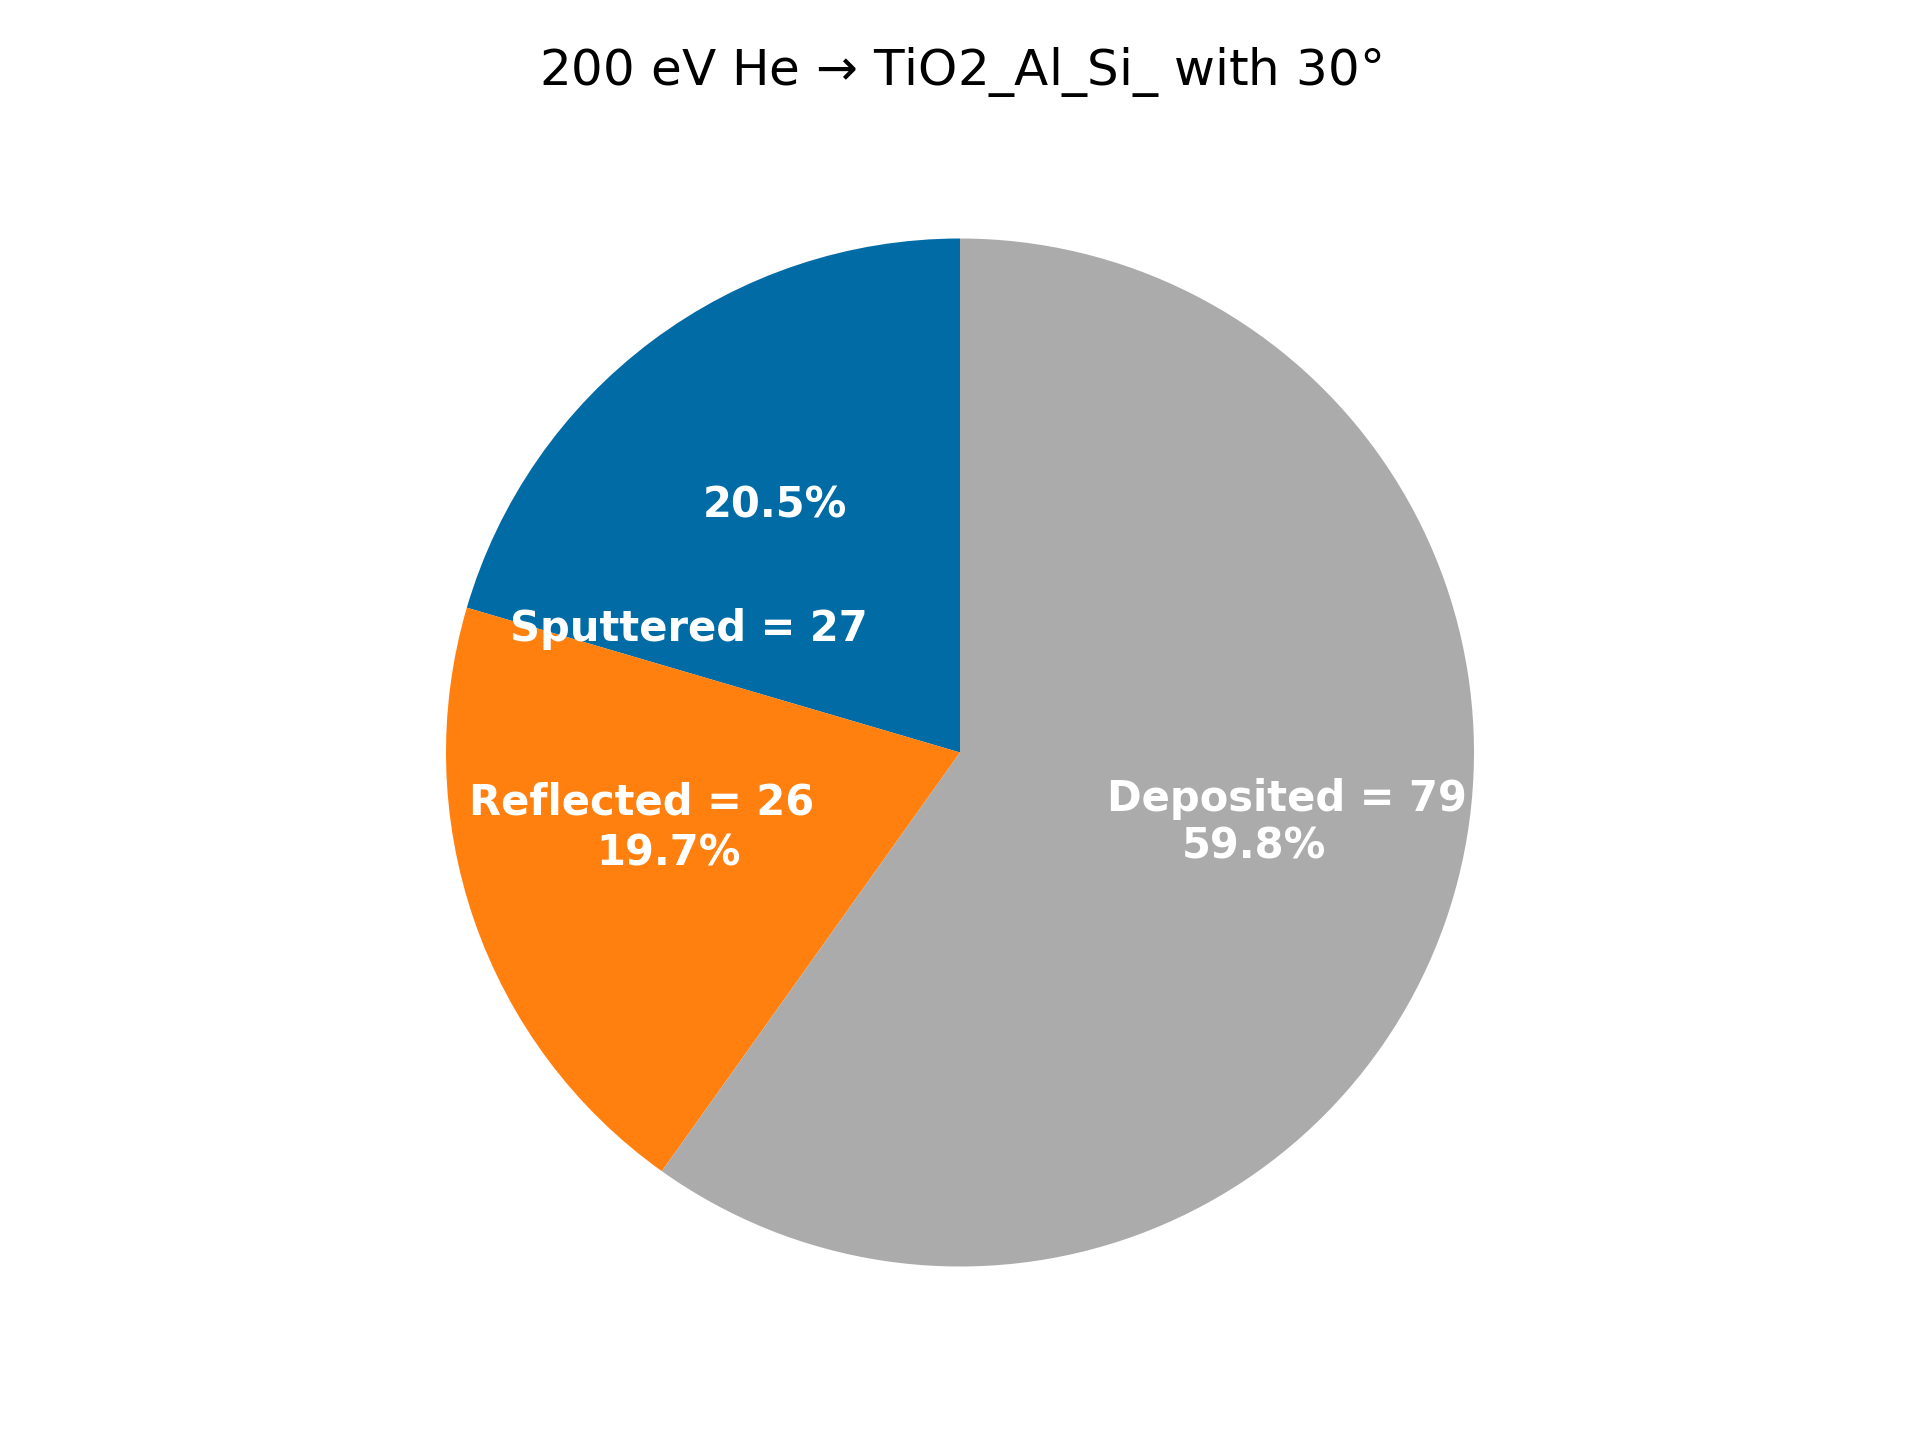 200 eV He → TiO2_Al_Si_ with 30°
20.5%
Sputtered = 27
Reflected = 26
19.7%
Deposited = 79
59.8%